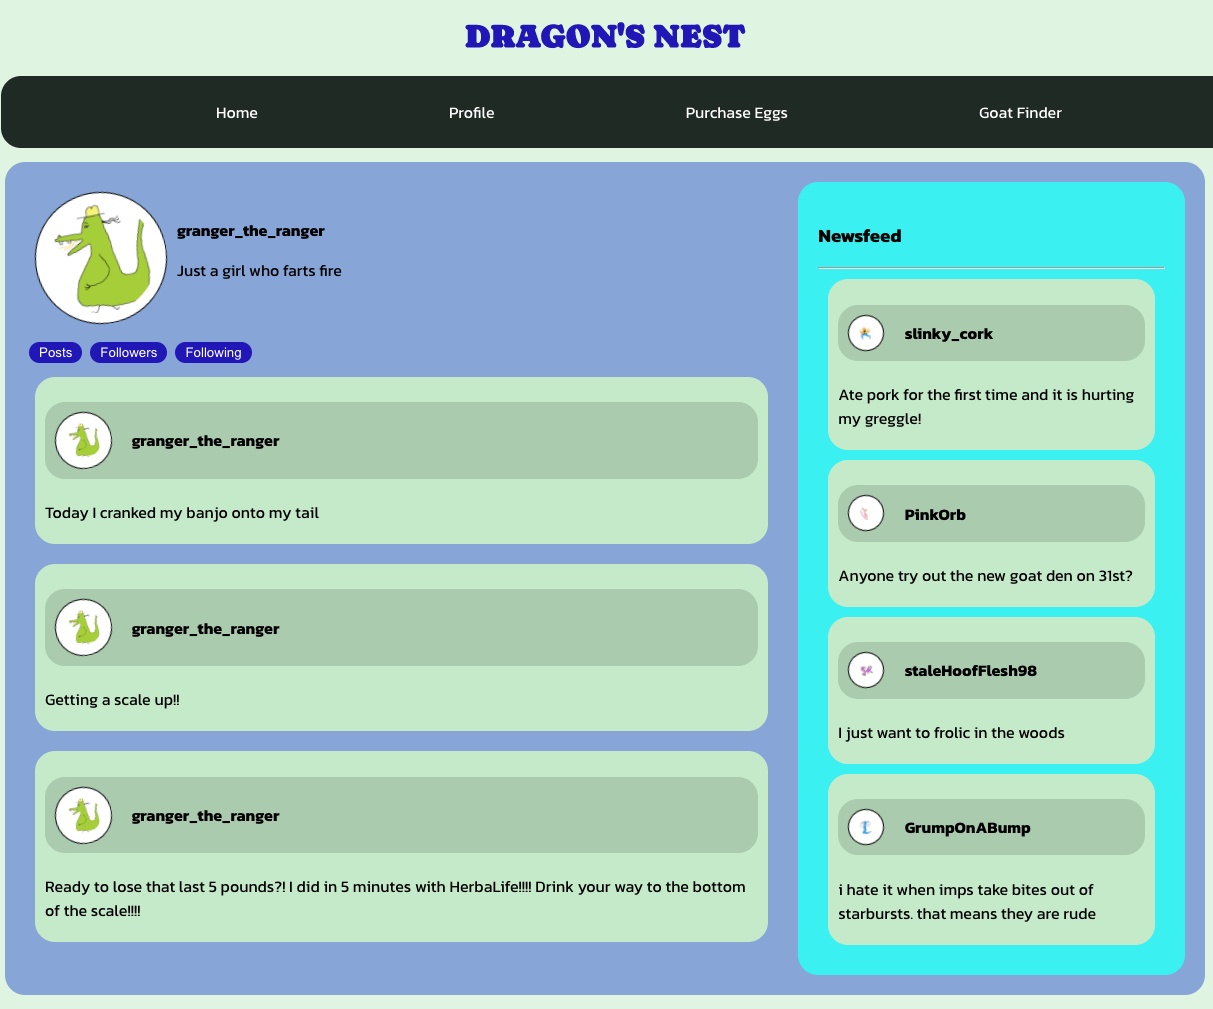 DRAGON'S NEST
Home
Profile
Purchase Eggs
Goat Finder
granger_the_ranger
Just a girl who farts fire
Posts
Followers
Following
granger_the_ranger
Today I cranked my banjo onto my tail
granger_the_ranger
Getting a scale up!!
granger_the_ranger
Ready to lose that last 5 pounds?! I did in 5 minutes with HerbaLife!!!! Drink your way to the bottom
of the scale!!!!
Newsfeed
slinky_cork
Ate pork for the first time and it is hurting
my greggle!
PinkOrb
Anyone try out the new goat den on 31st?
staleHoofFlesh98
I just want to frolic in the woods
GrumpOnABump
i hate it when imps take bites out of
starbursts. that means they are rude